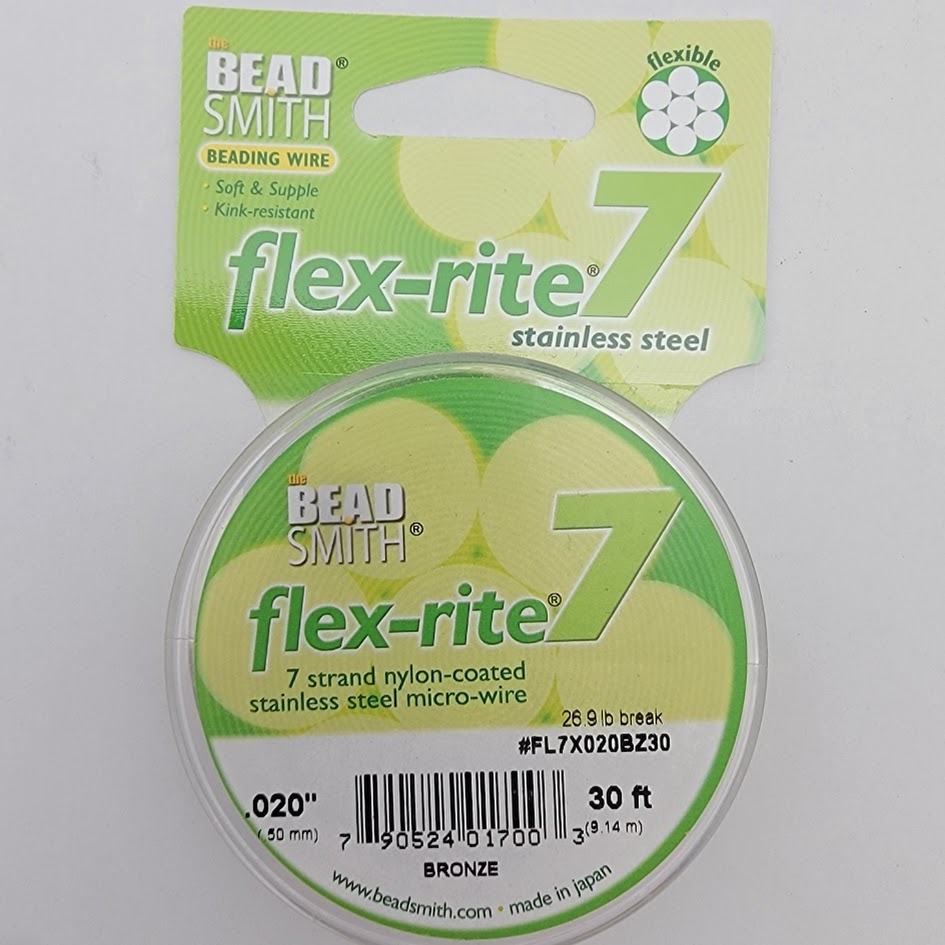 the
BEAD®
SMITH
BEADING WIRE
• Soft & Supple
• Kink-resistant
flexible
flex-rite® 7
stainless steel
the
BEAD
SMITH®
flex-rite® 7
7 strand nylon-coated
stainless steel micro-wire
26.9 lb break
#FL7X020BZ30
.020" 30 ft
(.50 mm) 7 90524 01700 3 (9.14 m)
BRONZE
www.beadsmith.com • made in japan